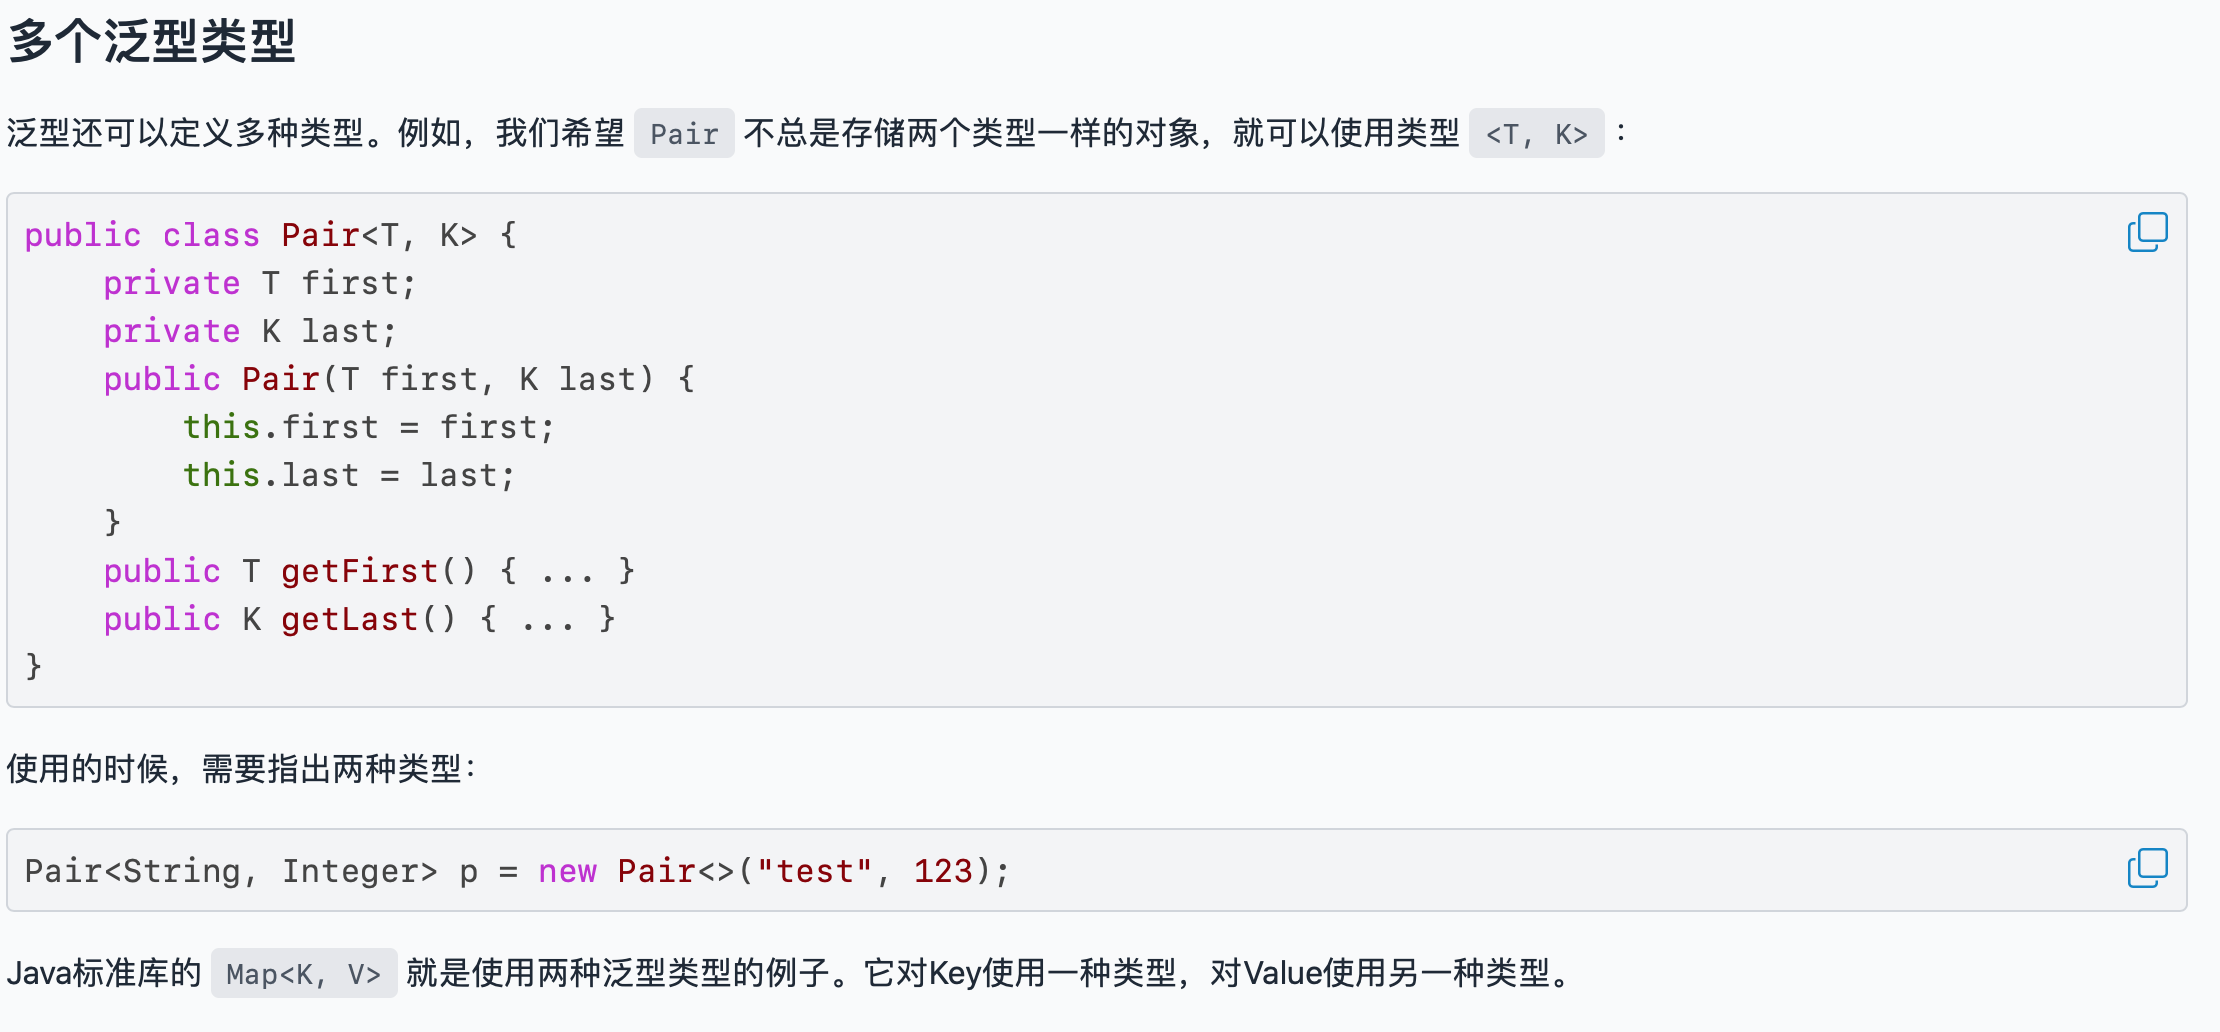 多个泛型类型
泛型还可以定义多种类型。例如，我们希望 Pair 不总是存储两个类型一样的对象，就可以使用类型 <T, K> ：
public class Pair<T, K> {
    private T first;
    private K last;
    public Pair(T first, K last) {
        this.first = first;
        this.last = last;
    }
    public T getFirst() { ... }
    public K getLast() { ... }
}
使用的时候，需要指出两种类型：
Pair<String, Integer> p = new Pair<>("test", 123);
Java标准库的 Map<K, V> 就是使用两种泛型类型的例子。它对Key使用一种类型，对Value使用另一种类型。